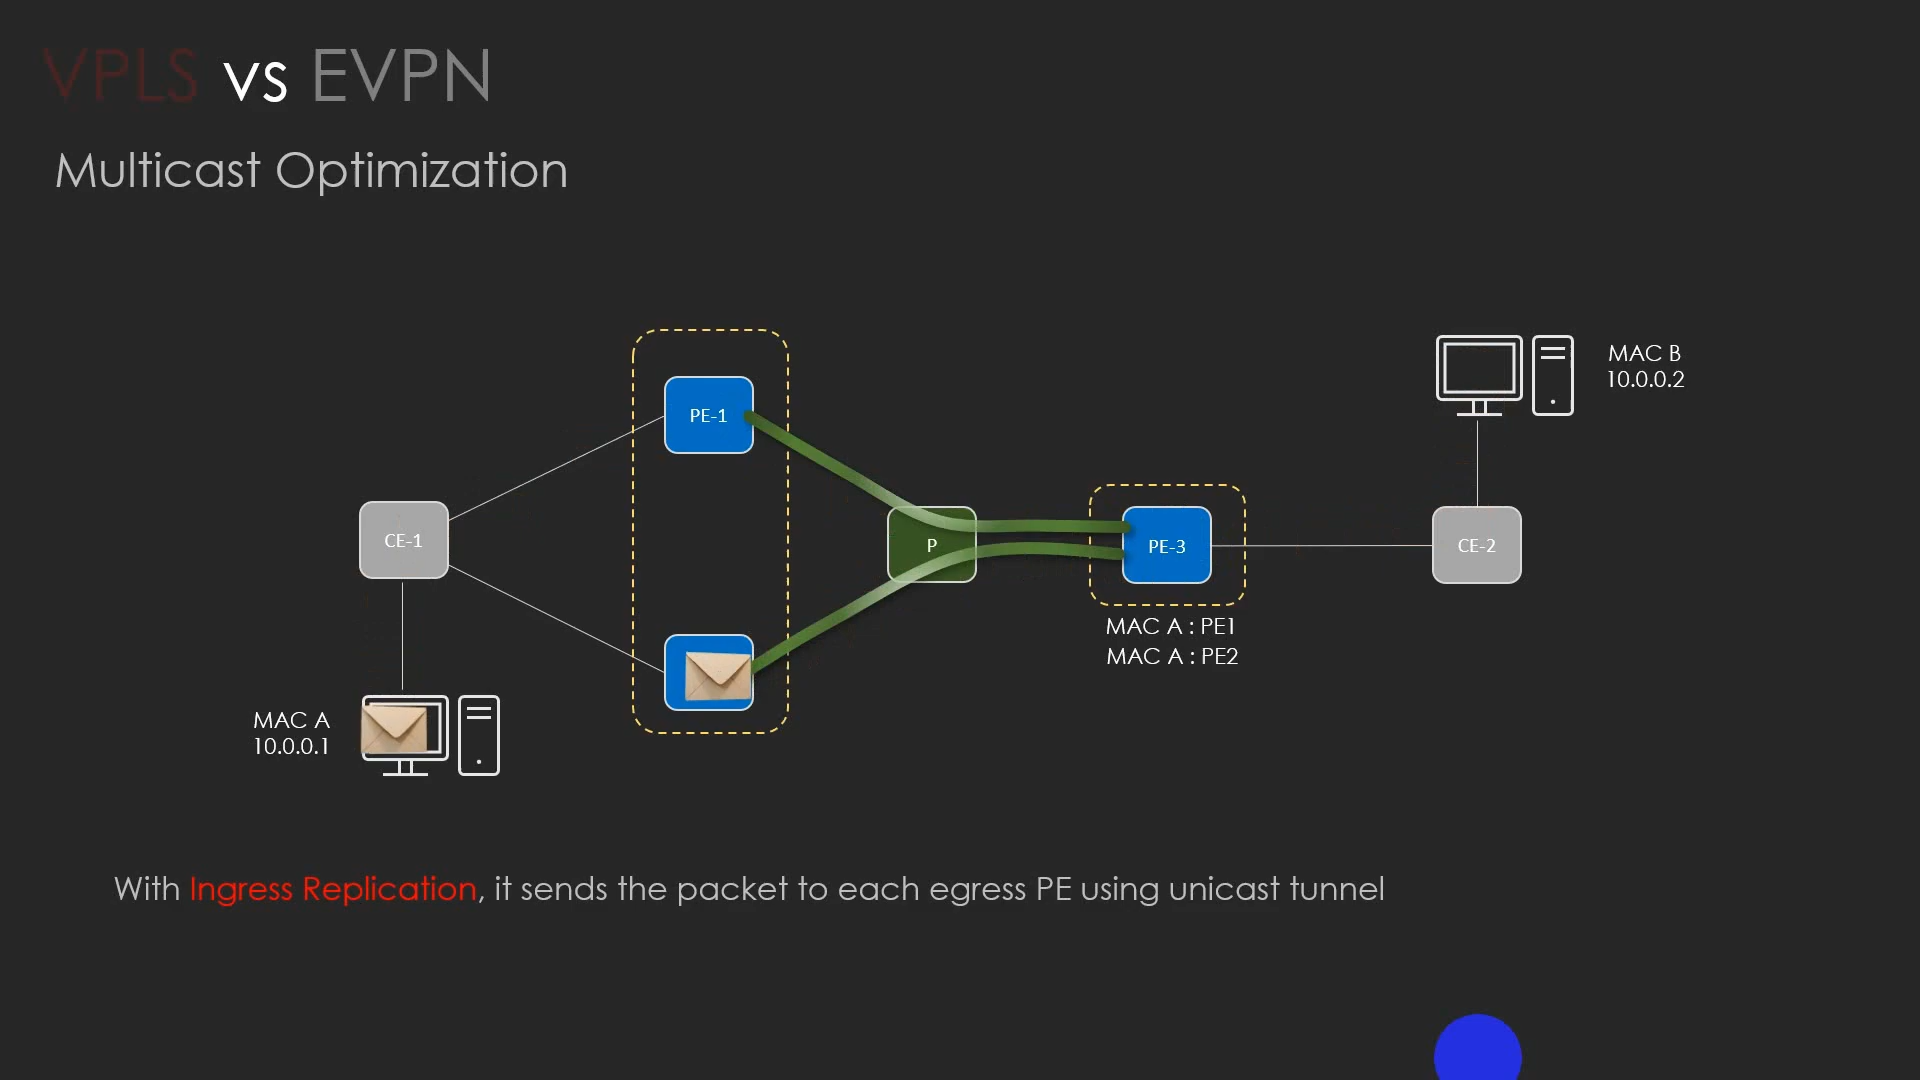 VPLS vs EVPN
Multicast Optimization
MAC B
10.0.0.2
PE-1
CE-1
P
PE-3
CE-2
MAC A : PE1
MAC A : PE2
MAC A
10.0.0.1
With Ingress Replication, it sends the packet to each egress PE using unicast tunnel